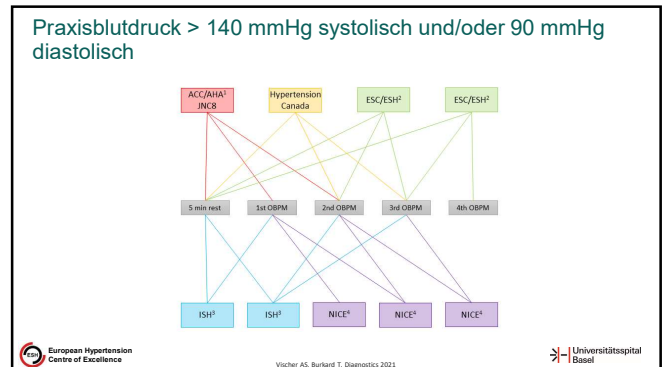 Praxisblutdruck > 140 mmHg systolisch und/oder 90 mmHg
diastolisch
ACC/AHA¹
JNC8
Hypertension
Canada
ESC/ESH²
ESC/ESH²
5 min rest
1st OBPM
2nd OBPM
3rd OBPM
4th OBPM
ISH³
ISH³
NICE⁴
NICE⁴
NICE⁴
ESH
European Hypertension
Centre of Excellence
Vischer AS, Burkard T. Diagnostics 2021
Universitätsspital
Basel